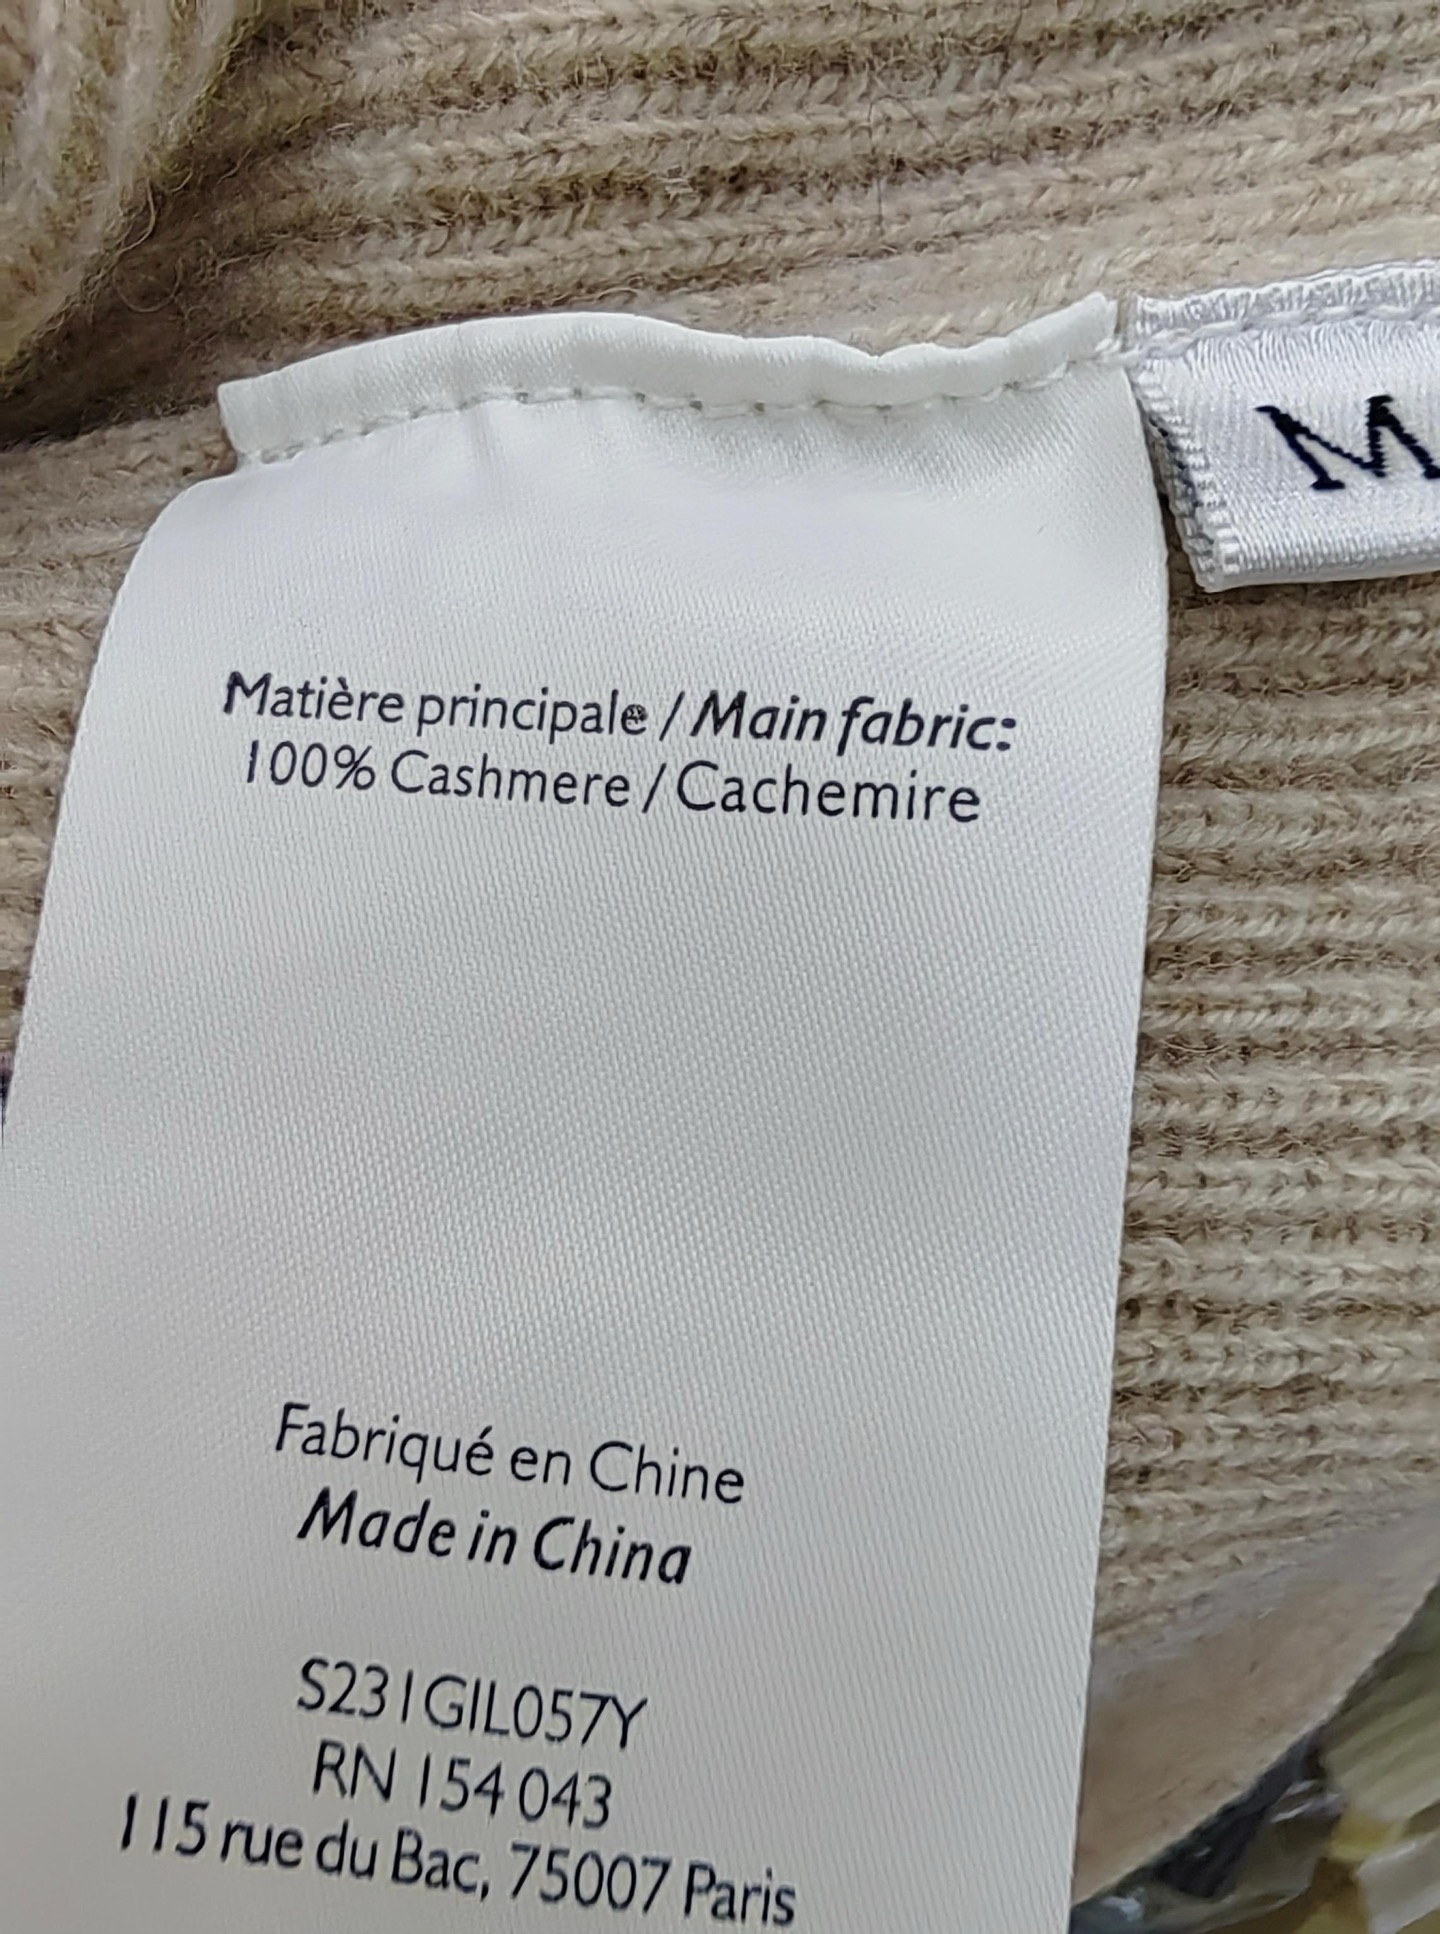 M
Matière principale / Main fabric:
100% Cashmere / Cachemire
Fabriqué en Chine
Made in China
S231GIL057Y
RN 154 043
115 rue du Bac, 75007 Paris